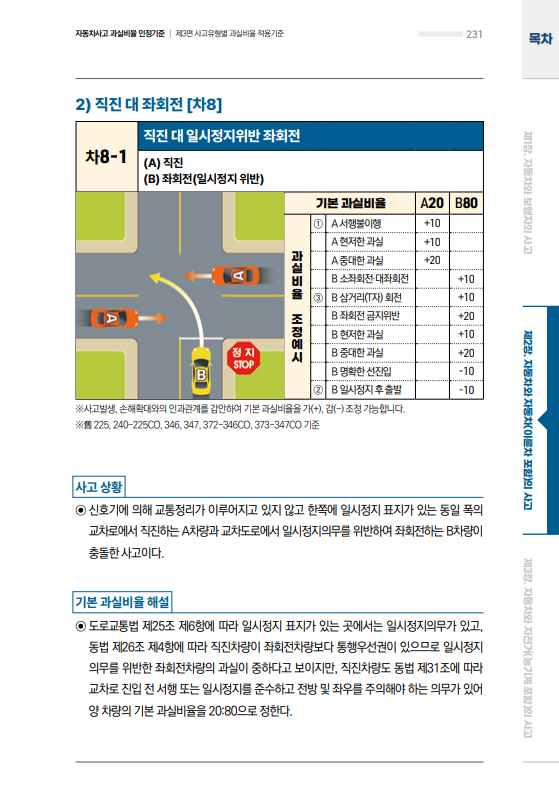 자동차사고 과실비율 인정기준 | 제3편 사고유형별 과실비율 적용기준
231
목차
2) 직진 대 좌회전 [차8]
차8-1
직진 대 일시정지위반 좌회전
(A) 직진
(B) 좌회전(일시정지 위반)
A
A
B
정 지
STOP
기본 과실비율 A20 B80
과실비율 조정예시
① A 서행불이행 +10
A 현저한 과실 +10
A 중대한 과실 +20
B 소좌회전·대좌회전 +10
③ B 삼거리(T자) 회전 +10
B 좌회전 금지위반 +20
B 현저한 과실 +10
B 중대한 과실 +20
B 명확한 선진입 -10
② B 일시정지 후 출발 -10
※사고발생, 손해확대와의 인과관계를 감안하여 기본 과실비율을 가(+), 감(-) 조정 가능합니다.
※舊 225, 240-225CO, 346, 347, 372-346CO, 373-347CO 기준
사고 상황
◉ 신호기에 의해 교통정리가 이루어지고 있지 않고 한쪽에 일시정지 표지가 있는 동일 폭의
교차로에서 직진하는 A차량과 교차도로에서 일시정지의무를 위반하여 좌회전하는 B차량이
충돌한 사고이다.
기본 과실비율 해설
◉ 도로교통법 제25조 제6항에 따라 일시정지 표지가 있는 곳에서는 일시정지의무가 있고,
동법 제26조 제4항에 따라 직진차량이 좌회전차량보다 통행우선권이 있으므로 일시정지
의무를 위반한 좌회전차량의 과실이 중하다고 보이지만, 직진차량도 동법 제31조에 따라
교차로 진입 전 서행 또는 일시정지를 준수하고 전방 및 좌우를 주의해야 하는 의무가 있어
양 차량의 기본 과실비율을 20:80으로 정한다.
제1장. 자동차와 보행자의 사고
제2장. 자동차와 자동차(이륜차 포함)의 사고
제3장. 자동차와 자전거(농기계 포함)의 사고